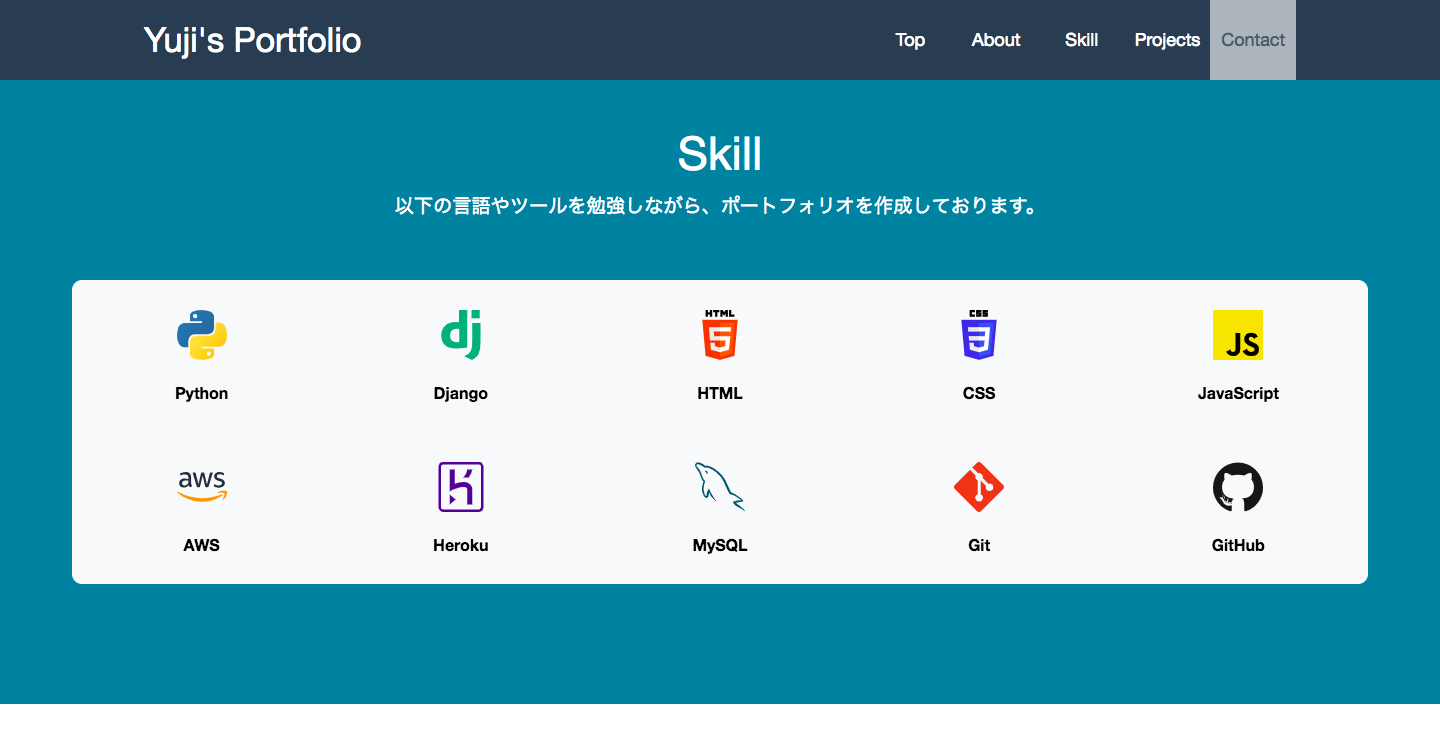 Yuji's Portfolio
Top About Skill Projects Contact
Skill
以下の言語やツールを勉強しながら、ポートフォリオを作成しております。
dj HTML 5 CSS 3 JS
Python Django HTML CSS JavaScript
aws
AWS Heroku MySQL Git GitHub